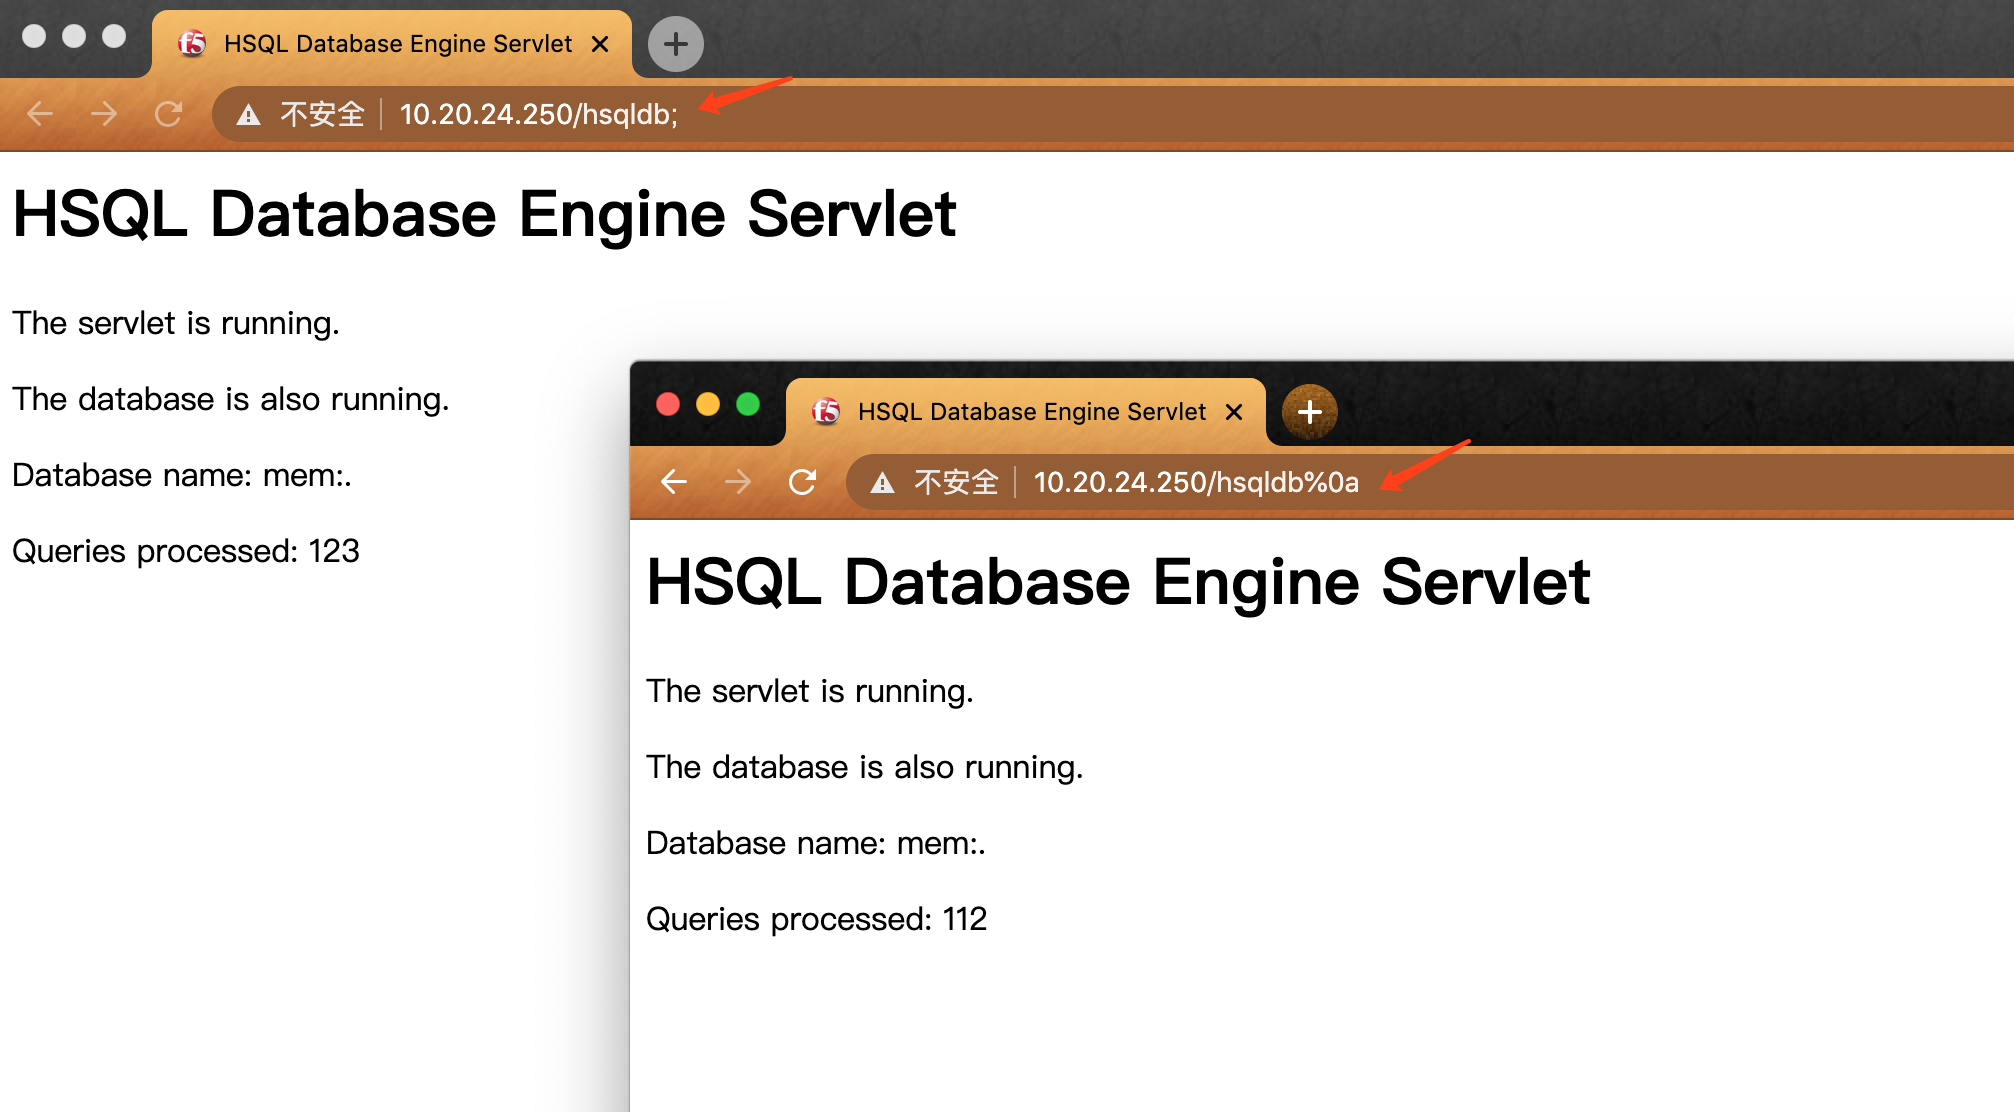 f5 HSQL Database Engine Servlet
不安全 10.20.24.250/hsqldb;
HSQL Database Engine Servlet
The servlet is running.
The database is also running.
Database name: mem:.
Queries processed: 123
f5 HSQL Database Engine Servlet
不安全 10.20.24.250/hsqldb%0a
HSQL Database Engine Servlet
The servlet is running.
The database is also running.
Database name: mem:.
Queries processed: 112